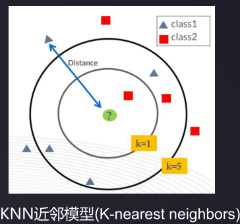 class1
class2
Distance
?
k=1
k=5
KNN近邻模型(K-nearest neighbors)